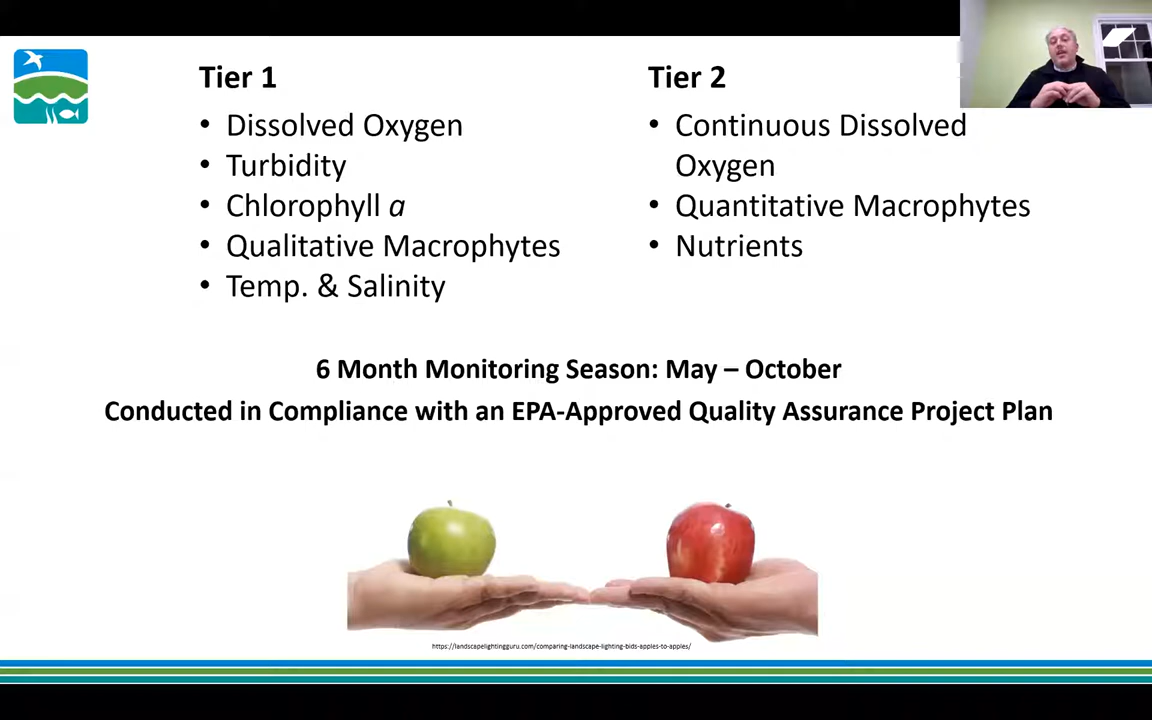 Tier 1
• Dissolved Oxygen
• Turbidity
• Chlorophyll a
• Qualitative Macrophytes
• Temp. & Salinity
Tier 2
• Continuous Dissolved
Oxygen
• Quantitative Macrophytes
• Nutrients
6 Month Monitoring Season: May – October
Conducted in Compliance with an EPA-Approved Quality Assurance Project Plan
https://landscapelightingguru.com/comparing-landscape-lighting-bids-apples-to-apples/